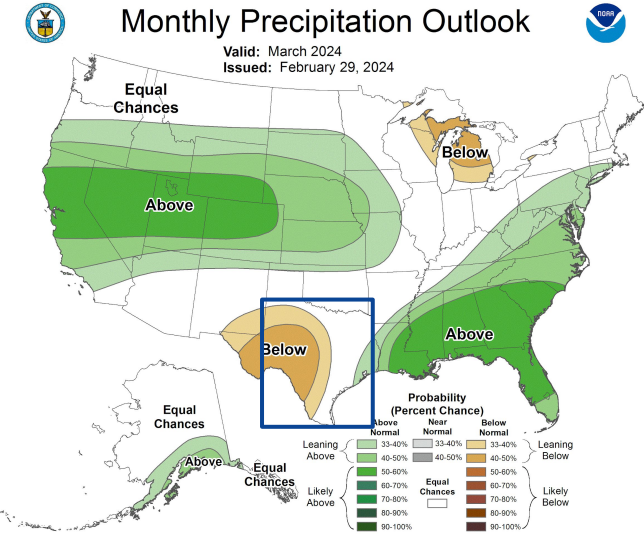 Monthly Precipitation Outlook
NOAA
Valid: March 2024
Issued: February 29, 2024
Equal
Chances
Below
Above
Above
Below
Equal
Chances
Above
Equal
Chances
Probability
(Percent Chance)
Above
Normal
Near
Normal
Below
Normal
Leaning
Above
33-40%
33-40%
33-40%
Leaning
Below
40-50%
40-50%
40-50%
Likely
Above
50-60%
60-70%
70-80%
80-90%
90-100%
Equal
Chances
50-60%
60-70%
70-80%
80-90%
90-100%
Likely
Below